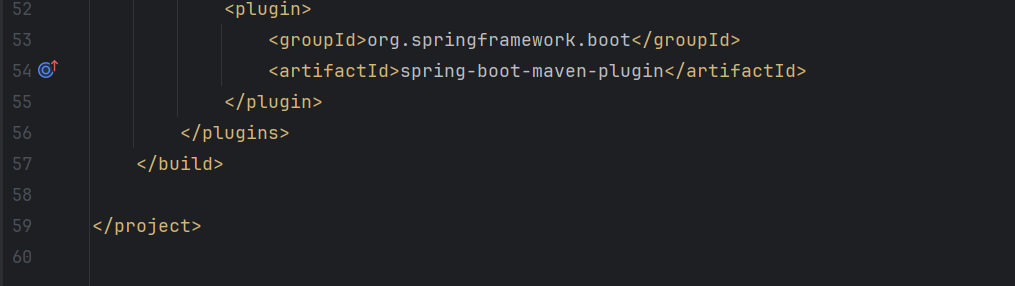 52 <plugin>
53 <groupId>org.springframework.boot</groupId>
54 <artifactId>spring-boot-maven-plugin</artifactId>
55 </plugin>
56 </plugins>
57 </build>
58
59 </project>
60